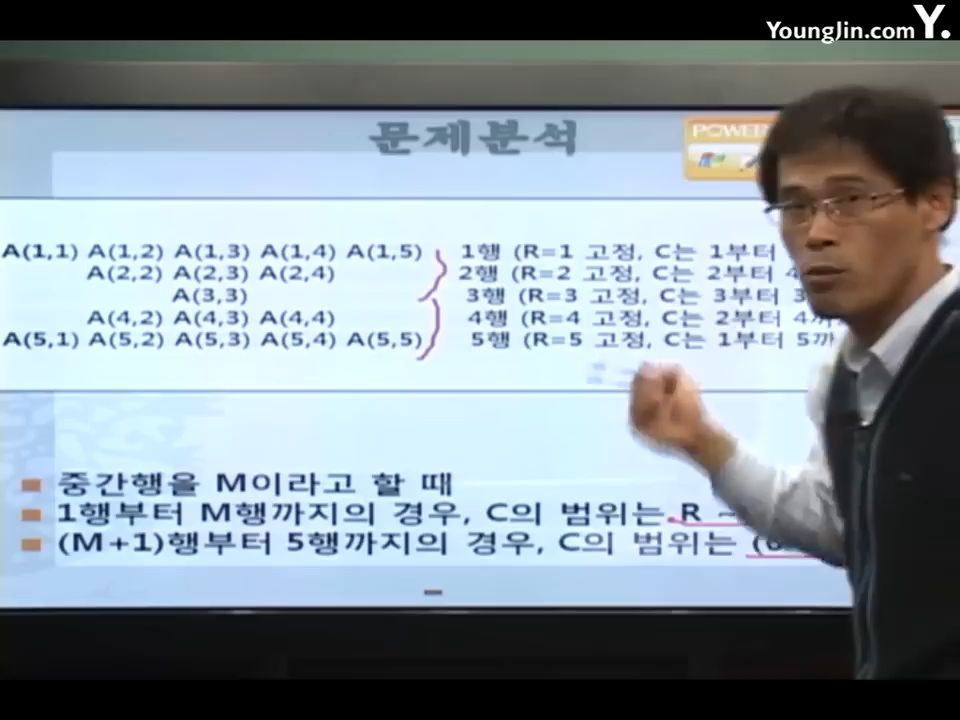 YoungJin.com Y.
문제분석
POWER
A(1,1) A(1,2) A(1,3) A(1,4) A(1,5) 1행 (R=1 고정, C는 1부터
A(2,2) A(2,3) A(2,4) 2행 (R=2 고정, C는 2부터 4
A(3,3) 3행 (R=3 고정, C는 3부터 3
A(4,2) A(4,3) A(4,4) 4행 (R=4 고정, C는 2부터 4까
A(5,1) A(5,2) A(5,3) A(5,4) A(5,5) 5행 (R=5 고정, C는 1부터 5까
중간행을 M이라고 할 때
1행부터 M행까지의 경우, C의 범위는 R ~
(M+1)행부터 5행까지의 경우, C의 범위는